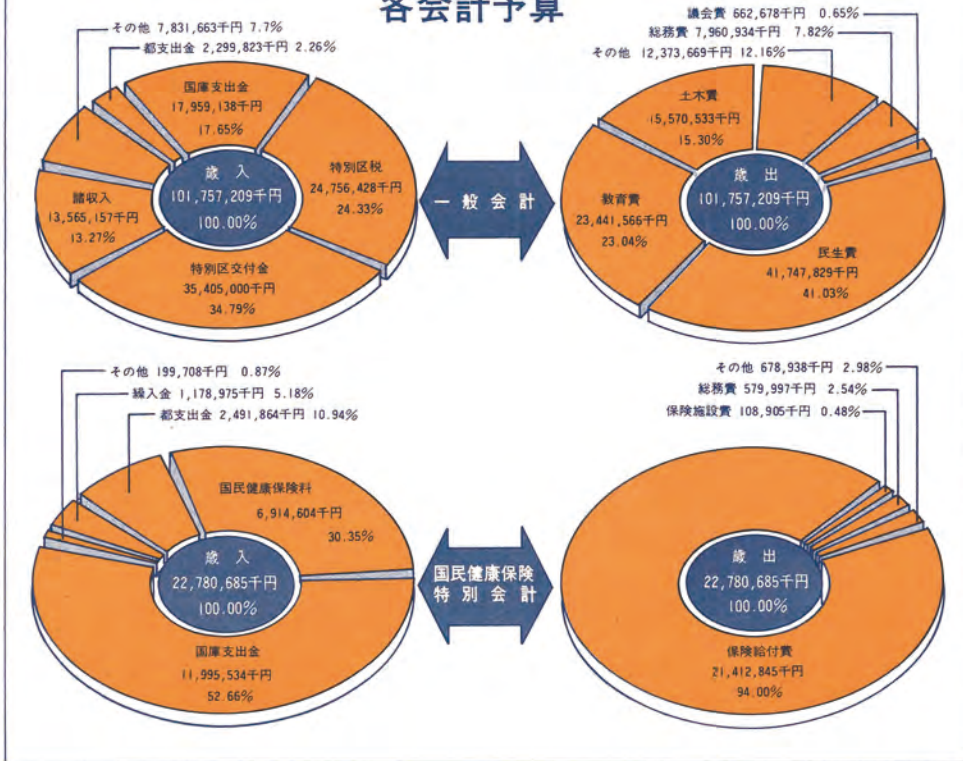 各会計予算
その他 7,831,663千円 7.7%
都支出金 2,299,823千円 2.26%
国庫支出金
17,959,138千円
17.65%
特別区税
24,756,428千円
24.33%
諸収入
13,565,157千円
13.27%
特別区交付金
35,405,000千円
34.79%
歳入
101,757,209千円
100.00%
一般会計
議会費 662,678千円 0.65%
総務費 7,960,934千円 7.82%
その他 12,373,669千円 12.16%
土木費
15,570,533千円
15.30%
教育費
23,441,566千円
23.04%
民生費
41,747,829千円
41.03%
歳出
101,757,209千円
100.00%
その他 199,708千円 0.87%
繰入金 1,178,975千円 5.18%
都支出金 2,491,864千円 10.94%
国民健康保険料
6,914,604千円
30.35%
歳入
22,780,685千円
100.00%
国庫支出金
11,995,534千円
52.66%
国民健康保険
特別会計
その他 678,938千円 2.98%
総務費 579,997千円 2.54%
保険施設費 108,905千円 0.48%
歳出
22,780,685千円
100.00%
保険給付費
21,412,845千円
94.00%